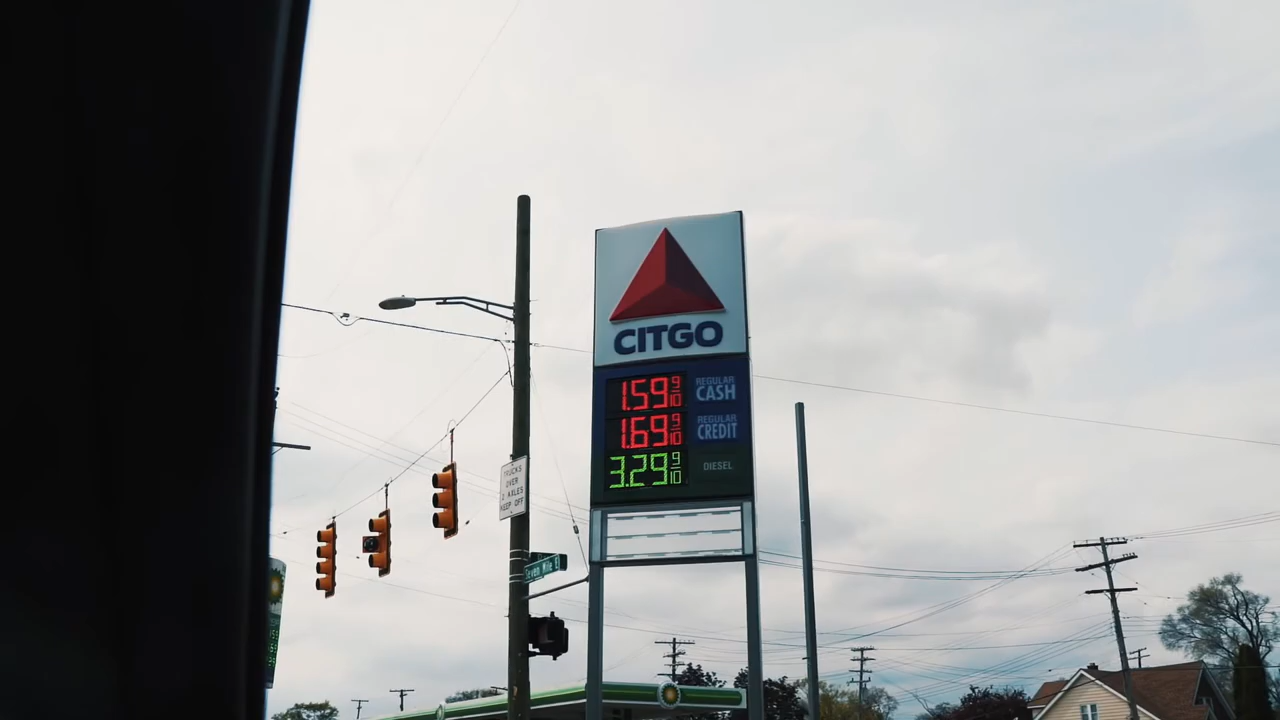 CITGO
1.59 9/10 REGULAR CASH
1.69 9/10 REGULAR CREDIT
3.29 9/10 DIESEL
TRUCKS
OVER
2 AXLES
KEEP OFF
Seven Mile E